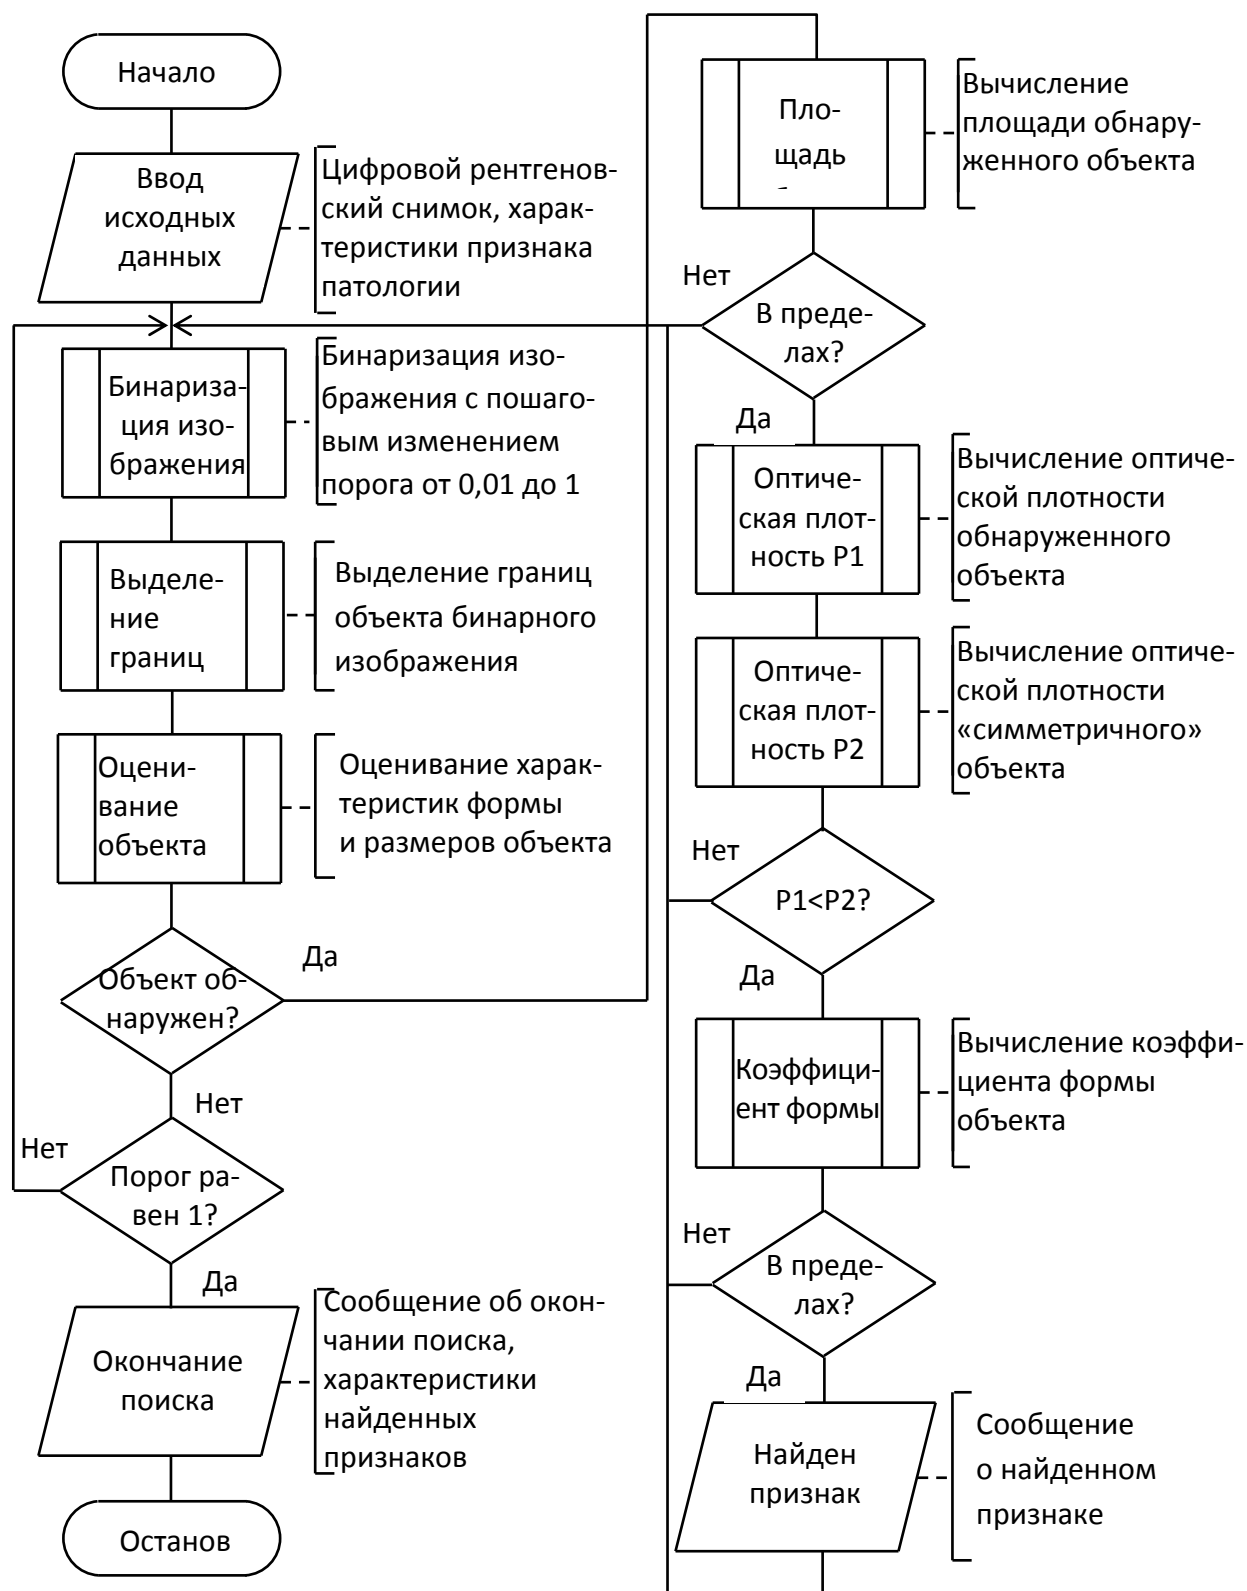 Начало
Ввод
исходных
данных
Цифровой рентгенов-
ский снимок, харак-
теристики признака
патологии
Бинариза-
ция изо-
бражения
Бинаризация изо-
бражения с пошаго-
вым изменением
порога от 0,01 до 1
Выделе-
ние
границ
Выделение границ
объекта бинарного
изображения
Оцени-
вание
объекта
Оценивание харак-
теристик формы
и размеров объекта
Объект об-
наружен?
Да
Нет
Нет
Порог ра-
вен 1?
Да
Окончание
поиска
Сообщение об окон-
чании поиска,
характеристики
найденных
признаков
Останов
Пло-
щадь
Вычисление
площади обнару-
женного объекта
Нет
В преде-
лах?
Да
Оптиче-
ская плот-
ность Р1
Вычисление оптиче-
ской плотности
обнаруженного
объекта
Оптиче-
ская плот-
ность Р2
Вычисление оптиче-
ской плотности
«симметричного»
объекта
Нет
Р1<Р2?
Да
Коэффици-
ент формы
Вычисление коэффи-
циента формы
объекта
Нет
В преде-
лах?
Да
Найден
признак
Сообщение
о найденном
признаке